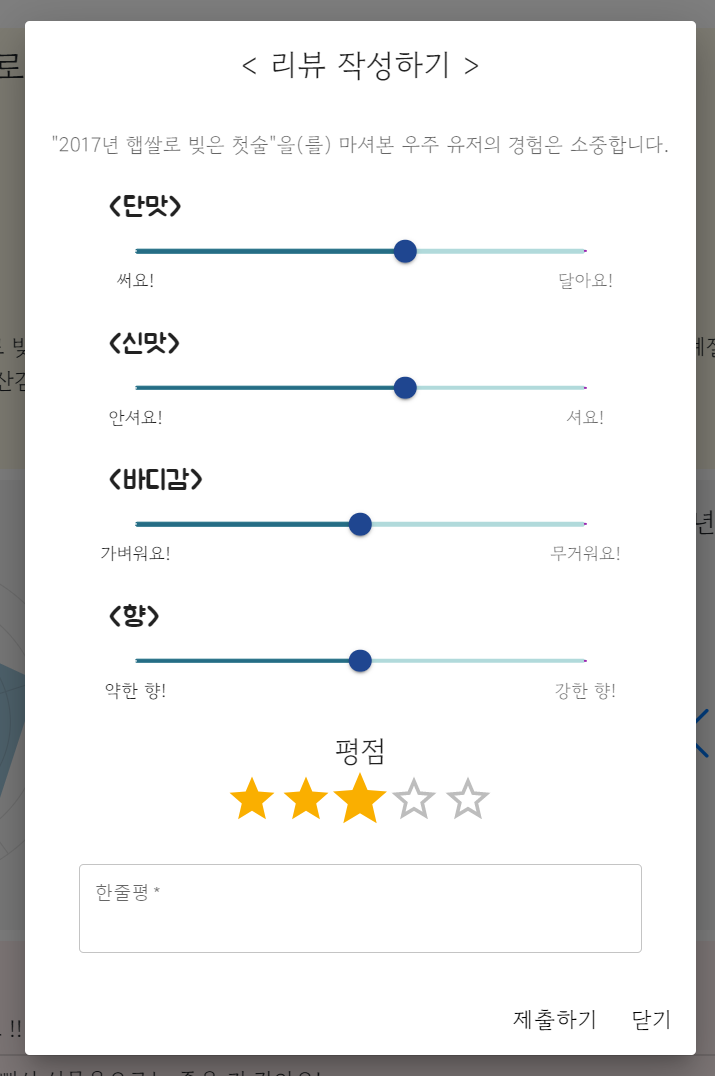 < 리뷰 작성하기 >
로
"2017년 햅쌀로 빚은 첫술"을(를) 마셔본 우주 유저의 경험은 소중합니다.
<단맛>
써요! 달아요!
<신맛>
안셔요! 셔요!
<바디감>
가벼워요! 무거워요!
년
<향>
약한 향! 강한 향!
평점
한줄평 *
제출하기 닫기
!!